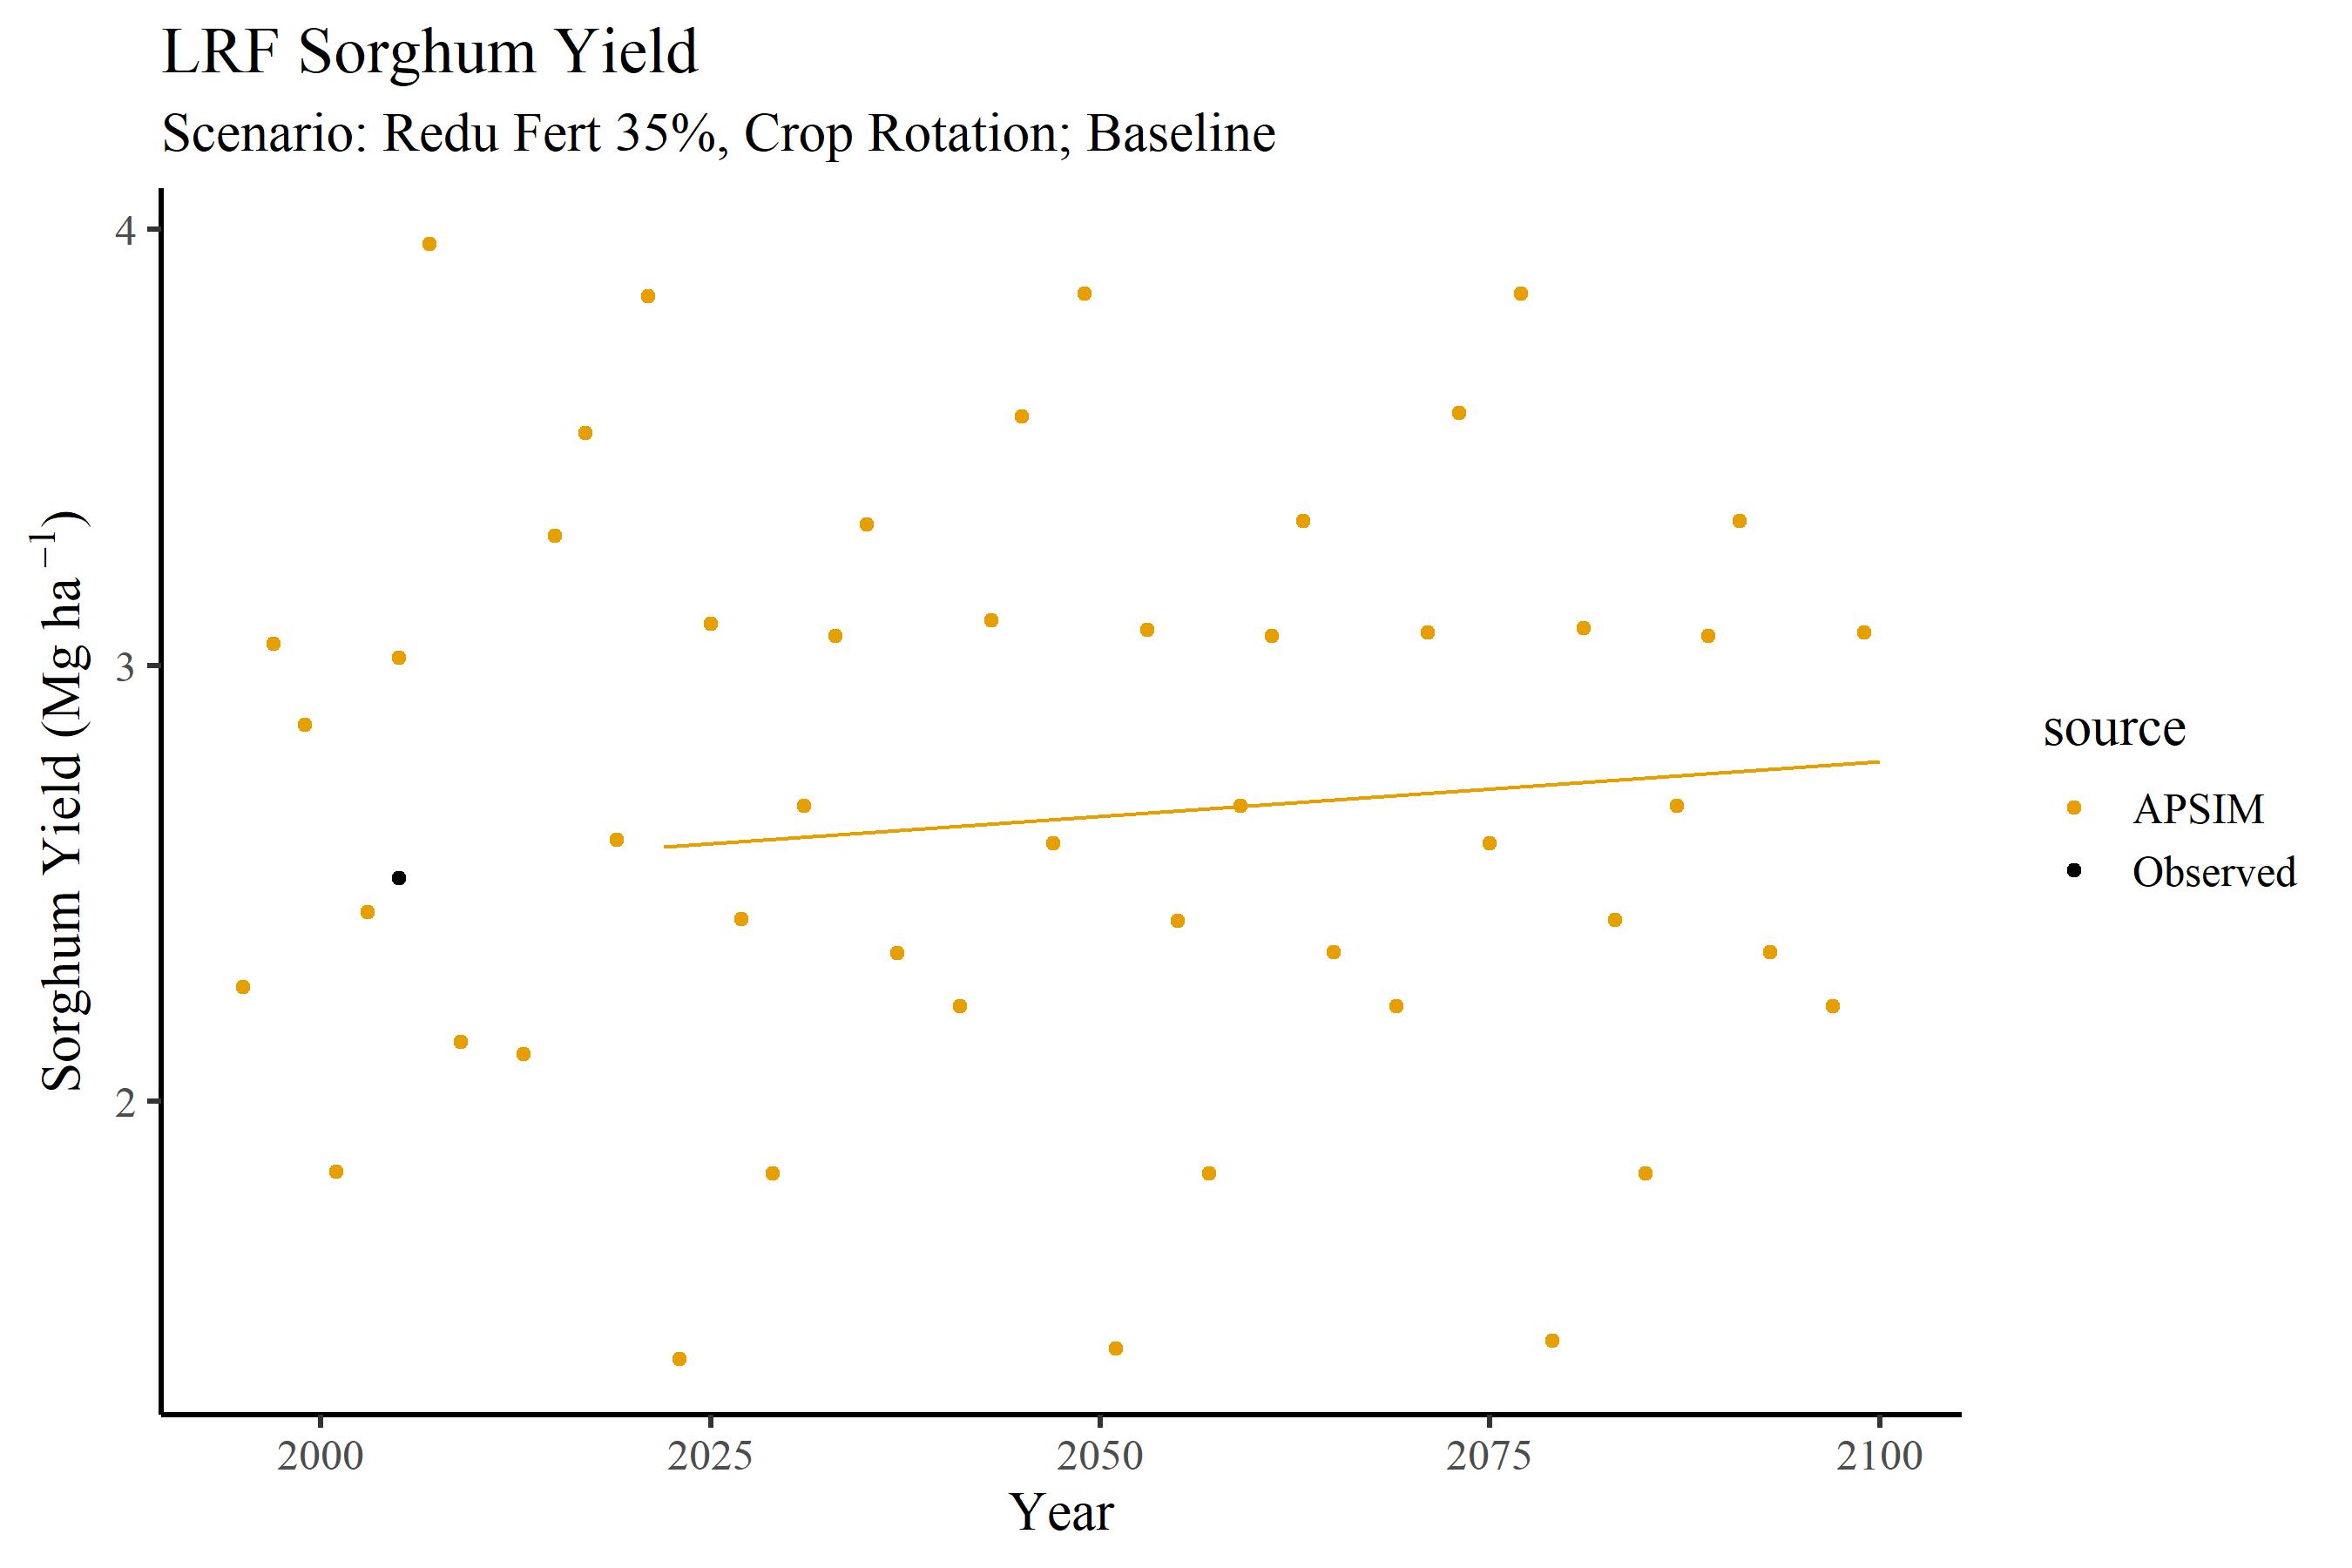 LRF Sorghum Yield
Scenario: Redu Fert 35%, Crop Rotation; Baseline
Sorghum Yield (Mg ha⁻¹)
4
3
2
2000 2025 2050 2075 2100
Year
source
APSIM
Observed